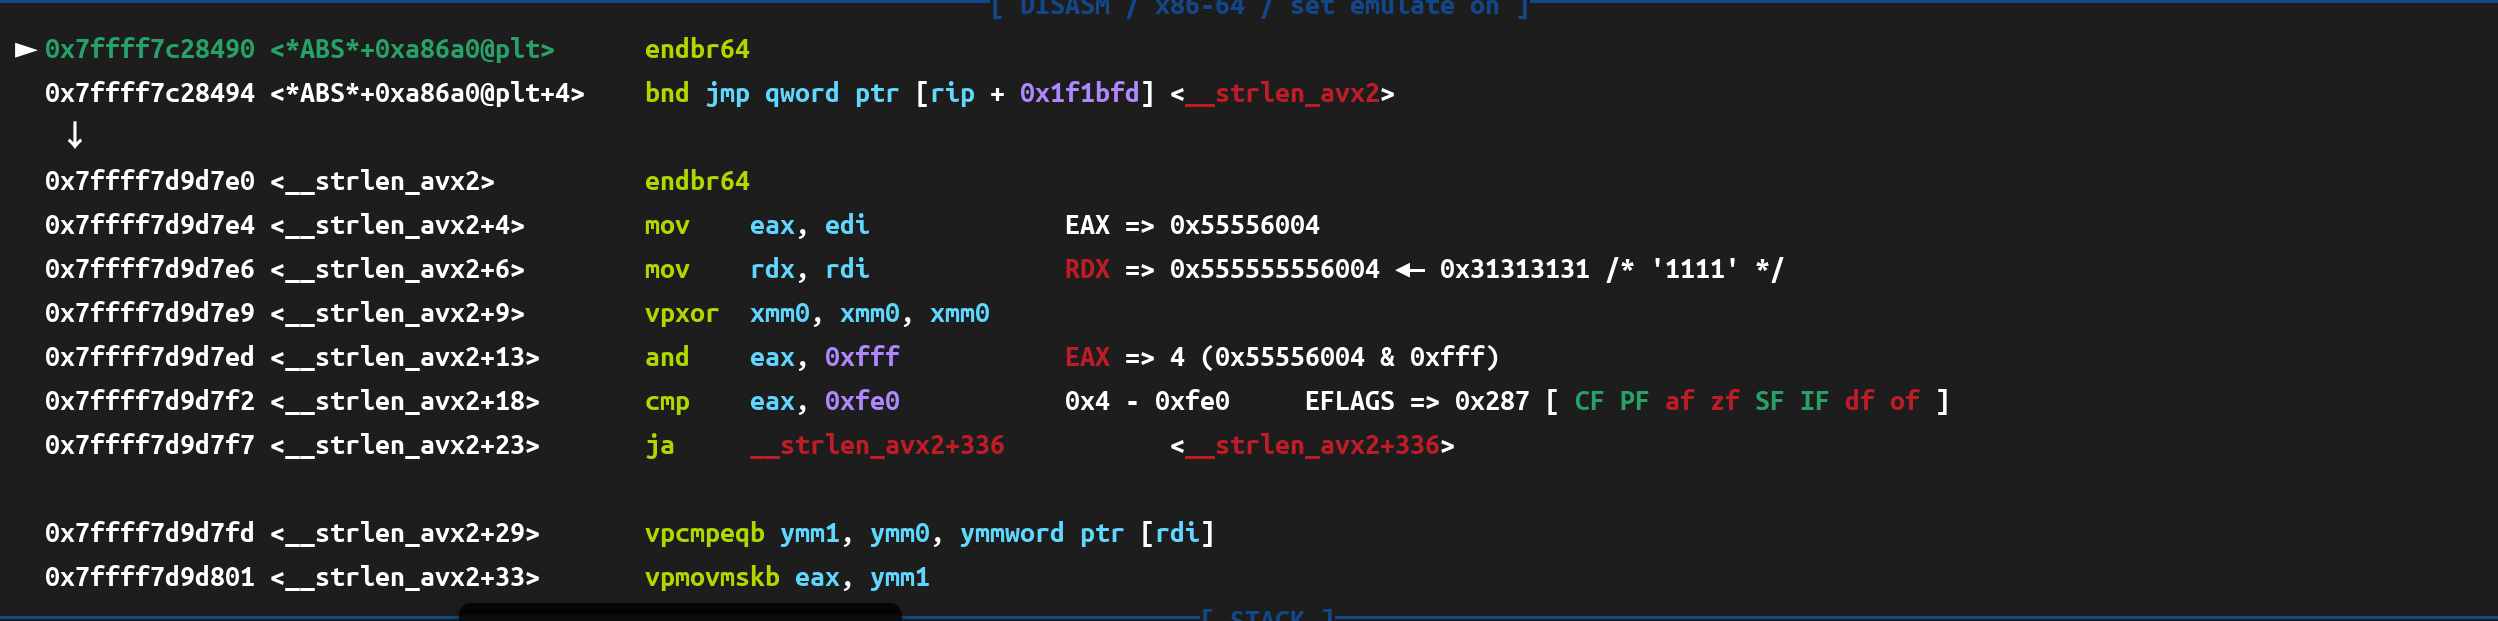 [ DISASM / x86-64 / set emulate on ]
► 0x7ffff7c28490 <*ABS*+0xa86a0@plt>      endbr64
0x7ffff7c28494 <*ABS*+0xa86a0@plt+4>    bnd jmp qword ptr [rip + 0x1f1bfd] <__strlen_avx2>
↓
0x7ffff7d9d7e0 <__strlen_avx2>          endbr64
0x7ffff7d9d7e4 <__strlen_avx2+4>        mov    eax, edi             EAX => 0x55556004
0x7ffff7d9d7e6 <__strlen_avx2+6>        mov    rdx, rdi             RDX => 0x555555556004 ◂— 0x31313131 /* '1111' */
0x7ffff7d9d7e9 <__strlen_avx2+9>        vpxor  xmm0, xmm0, xmm0
0x7ffff7d9d7ed <__strlen_avx2+13>       and    eax, 0xfff           EAX => 4 (0x55556004 & 0xfff)
0x7ffff7d9d7f2 <__strlen_avx2+18>       cmp    eax, 0xfe0           0x4 - 0xfe0     EFLAGS => 0x287 [ CF PF af zf SF IF df of ]
0x7ffff7d9d7f7 <__strlen_avx2+23>       ja     __strlen_avx2+336           <__strlen_avx2+336>
0x7ffff7d9d7fd <__strlen_avx2+29>       vpcmpeqb ymm1, ymm0, ymmword ptr [rdi]
0x7ffff7d9d801 <__strlen_avx2+33>       vpmovmskb eax, ymm1
[ STACK ]